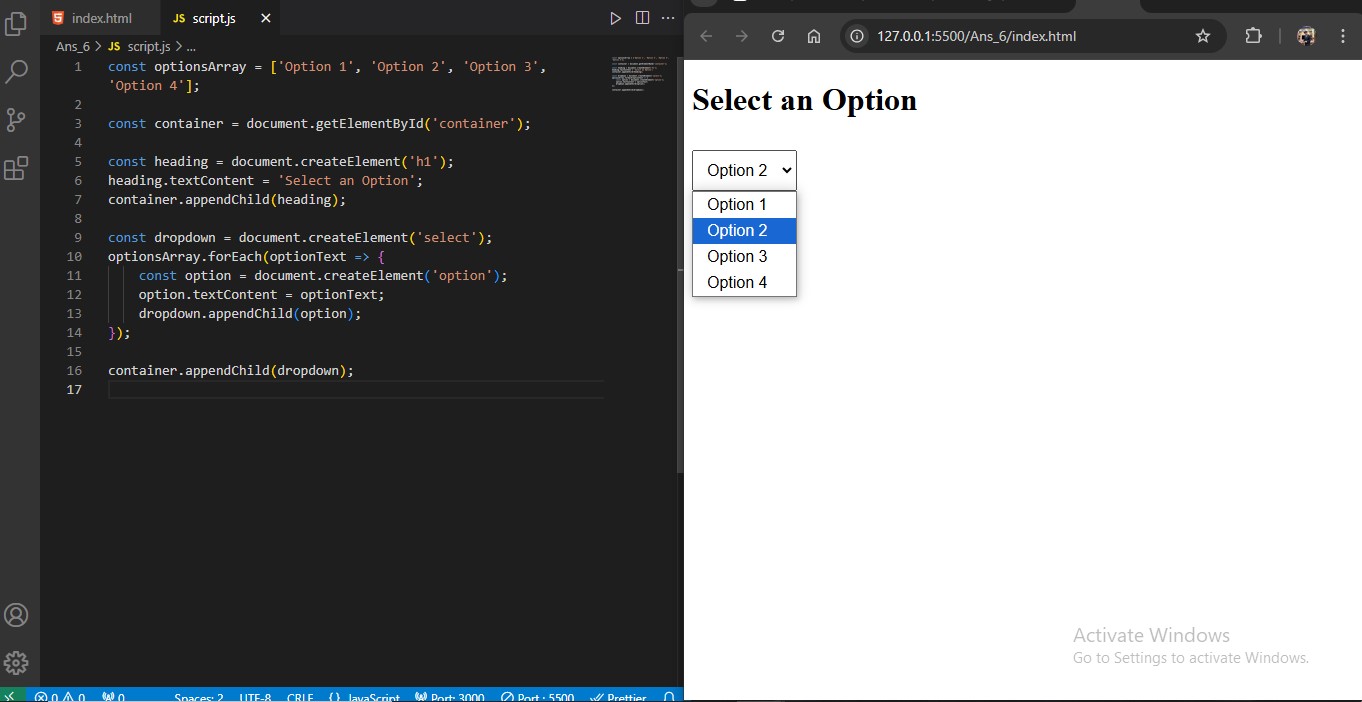 index.html
JS script.js
Ans_6 > JS script.js > ...
1 const optionsArray = ['Option 1', 'Option 2', 'Option 3',
'Option 4'];
2
3 const container = document.getElementById('container');
4
5 const heading = document.createElement('h1');
6 heading.textContent = 'Select an Option';
7 container.appendChild(heading);
8
9 const dropdown = document.createElement('select');
10 optionsArray.forEach(optionText => {
11 const option = document.createElement('option');
12 option.textContent = optionText;
13 dropdown.appendChild(option);
14 });
15
16 container.appendChild(dropdown);
17
0 0 0 Spaces: 2 UTF-8 CRLF {} JavaScript Port: 3000 Port : 5500 Prettier
127.0.0.1:5500/Ans_6/index.html
Select an Option
Option 2
Option 1
Option 2
Option 3
Option 4
Activate Windows
Go to Settings to activate Windows.